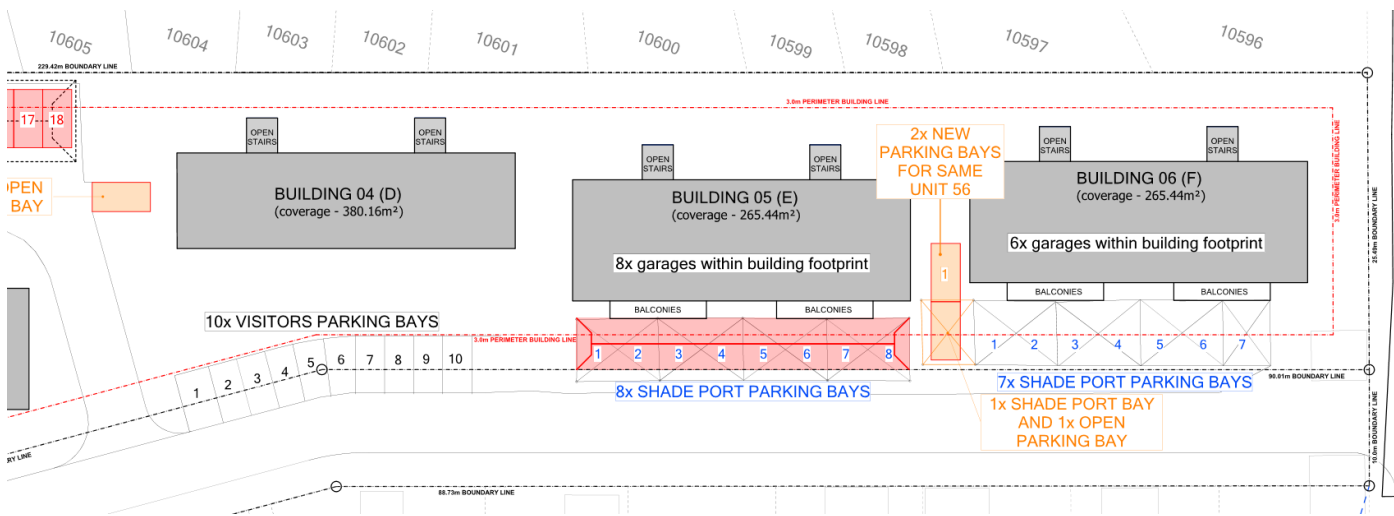 10605
10604
10603
10602
10601
10600
10599
10598
10597
10596
229.42m BOUNDARY LINE
3.0m PERIMETER BUILDING LINE
17
18
OPEN
STAIRS
OPEN
STAIRS
OPEN
STAIRS
OPEN
STAIRS
2x NEW
PARKING BAYS
FOR SAME
UNIT 56
OPEN
STAIRS
OPEN
STAIRS
3.0m PERIMETER BUILDING LINE
25.49m BOUNDARY LINE
OPEN
BAY
BUILDING 04 (D)
(coverage - 380.16m²)
BUILDING 05 (E)
(coverage - 265.44m²)
8x garages within building footprint
BUILDING 06 (F)
(coverage - 265.44m²)
6x garages within building footprint
1
BALCONIES
BALCONIES
BALCONIES
BALCONIES
10x VISITORS PARKING BAYS
3.0m PERIMETER BUILDING LINE
1
2
3
4
5
6
7
8
9
10
1
2
3
4
5
6
7
8
1
2
3
4
5
6
7
8x SHADE PORT PARKING BAYS
7x SHADE PORT PARKING BAYS
90.01m BOUNDARY LINE
1x SHADE PORT BAY
AND 1x OPEN
PARKING BAY
10.0m BOUNDARY LINE
RY LINE
88.73m BOUNDARY LINE